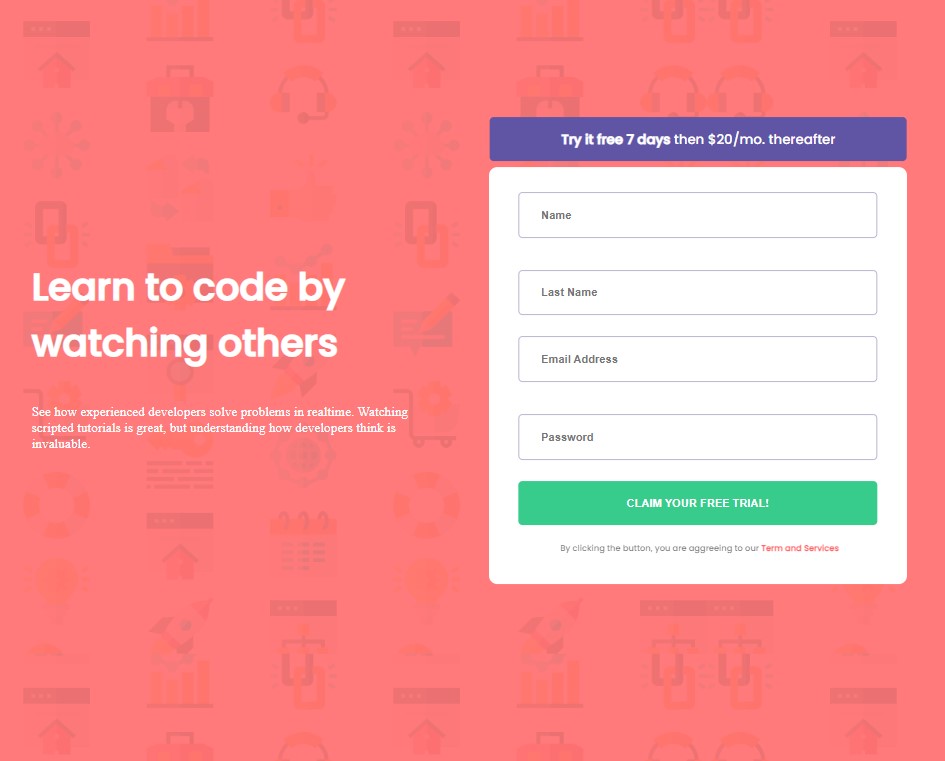 Try it free 7 days then $20/mo. thereafter
Name
Last Name
Learn to code by
watching others
Email Address
See how experienced developers solve problems in realtime. Watching
scripted tutorials is great, but understanding how developers think is
invaluable.
Password
CLAIM YOUR FREE TRIAL!
By clicking the button, you are aggreeing to our Term and Services